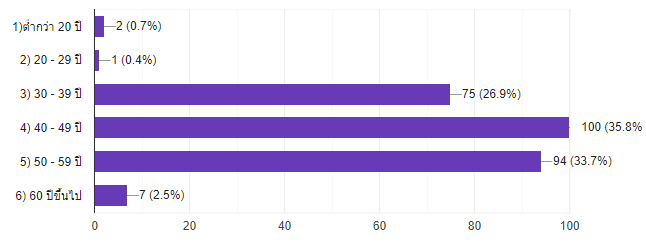 1)ต่ำกว่า 20 ปี 2 (0.7%)
2) 20 - 29 ปี 1 (0.4%)
3) 30 - 39 ปี 75 (26.9%)
4) 40 - 49 ปี 100 (35.8%
5) 50 - 59 ปี 94 (33.7%)
6) 60 ปีขึ้นไป 7 (2.5%)
0 20 40 60 80 100